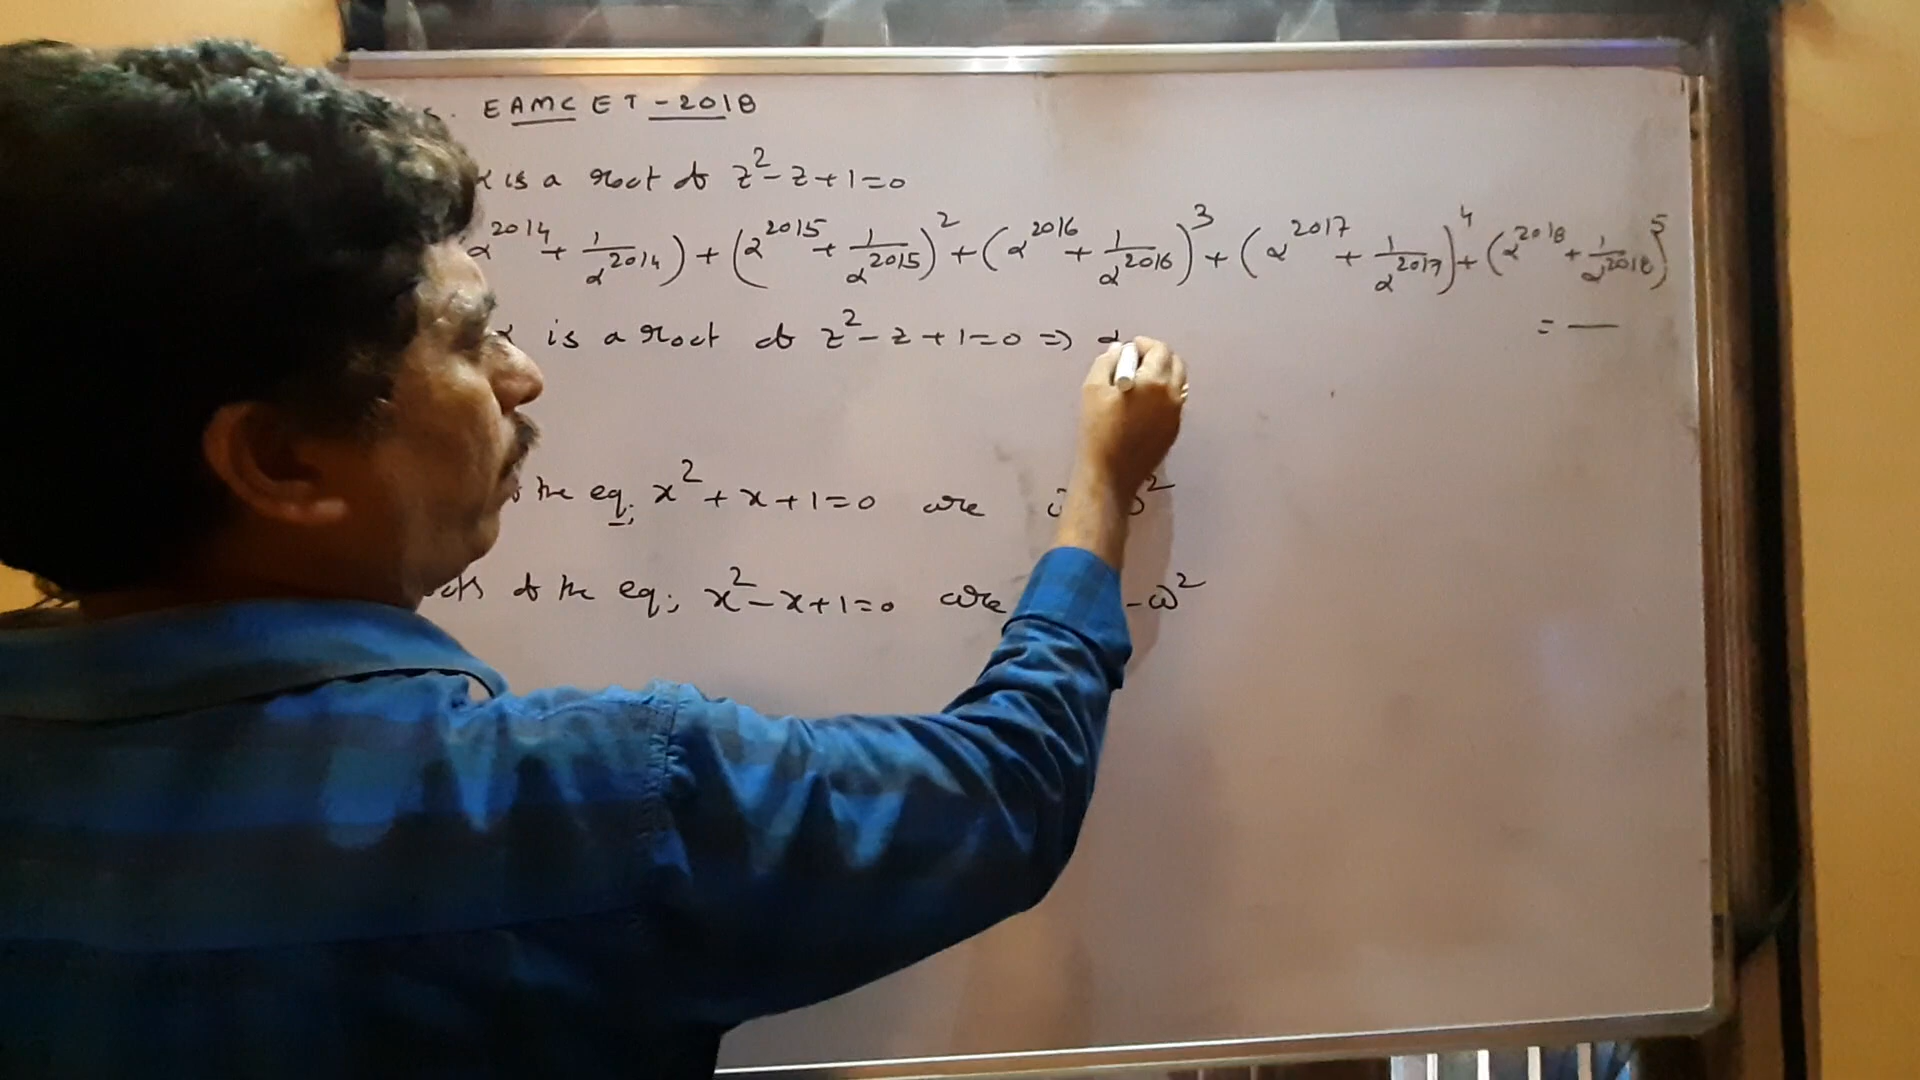 S. EAMCET-2018
α is a root of z²-z+1=0
α²⁰¹⁴+1/α²⁰¹⁴)+(α²⁰¹⁵+1/α²⁰¹⁵)²+(α²⁰¹⁶+1/α²⁰¹⁶)³+(α²⁰¹⁷+1/α²⁰¹⁷)⁴+(α²⁰¹⁸+1/α²⁰¹⁸)⁵
= —
α is a root of z²-z+1=0 ⇒ α
the eq; x²+x+1=0 are ω²
of the eq; x²-x+1=0 are -ω²